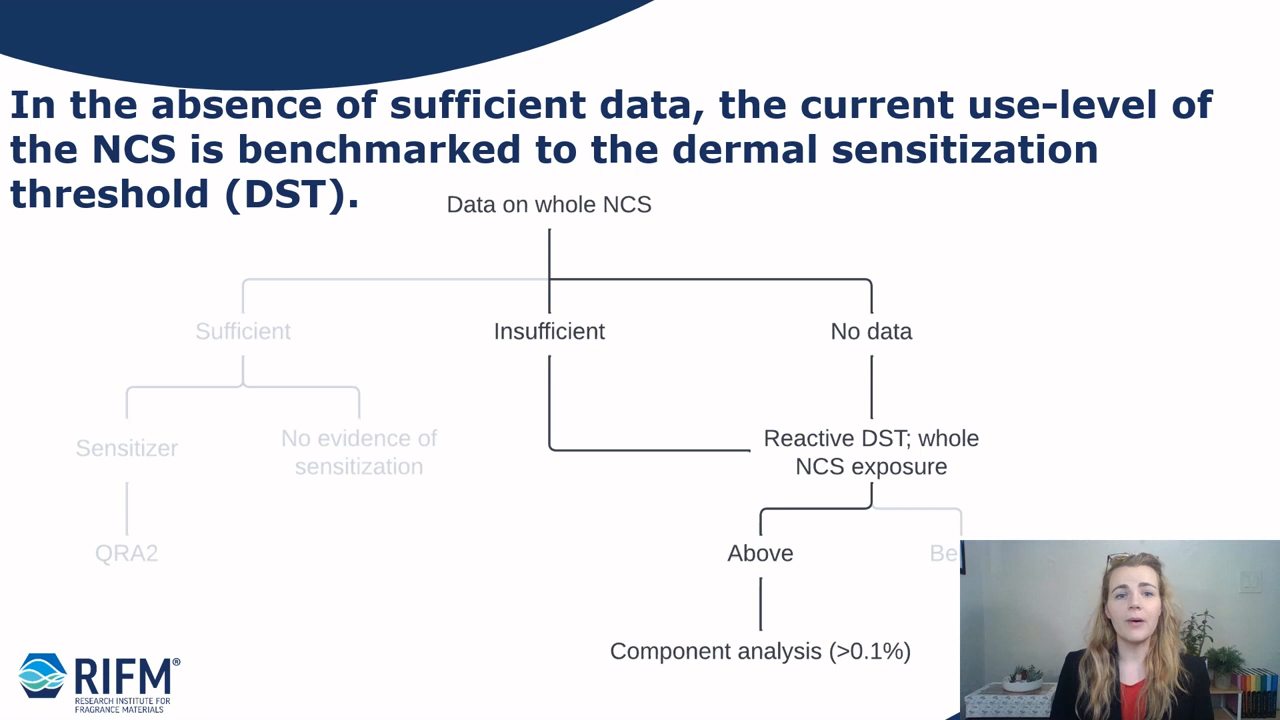 In the absence of sufficient data, the current use-level of
the NCS is benchmarked to the dermal sensitization
threshold (DST).
Data on whole NCS
Sufficient
Insufficient
No data
Sensitizer
No evidence of
sensitization
Reactive DST; whole
NCS exposure
QRA2
Above
Be
Component analysis (>0.1%)
RIFM®
RESEARCH INSTITUTE FOR
FRAGRANCE MATERIALS